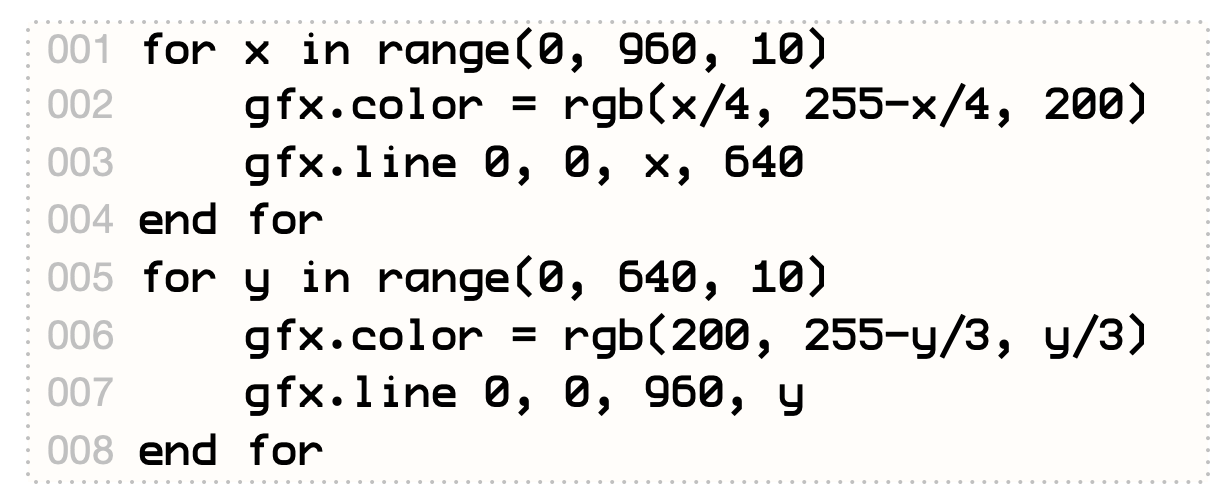 001 for x in range(0, 960, 10)
002     gfx.color = rgb(x/4, 255-x/4, 200)
003     gfx.line 0, 0, x, 640
004 end for
005 for y in range(0, 640, 10)
006     gfx.color = rgb(200, 255-y/3, y/3)
007     gfx.line 0, 0, 960, y
008 end for